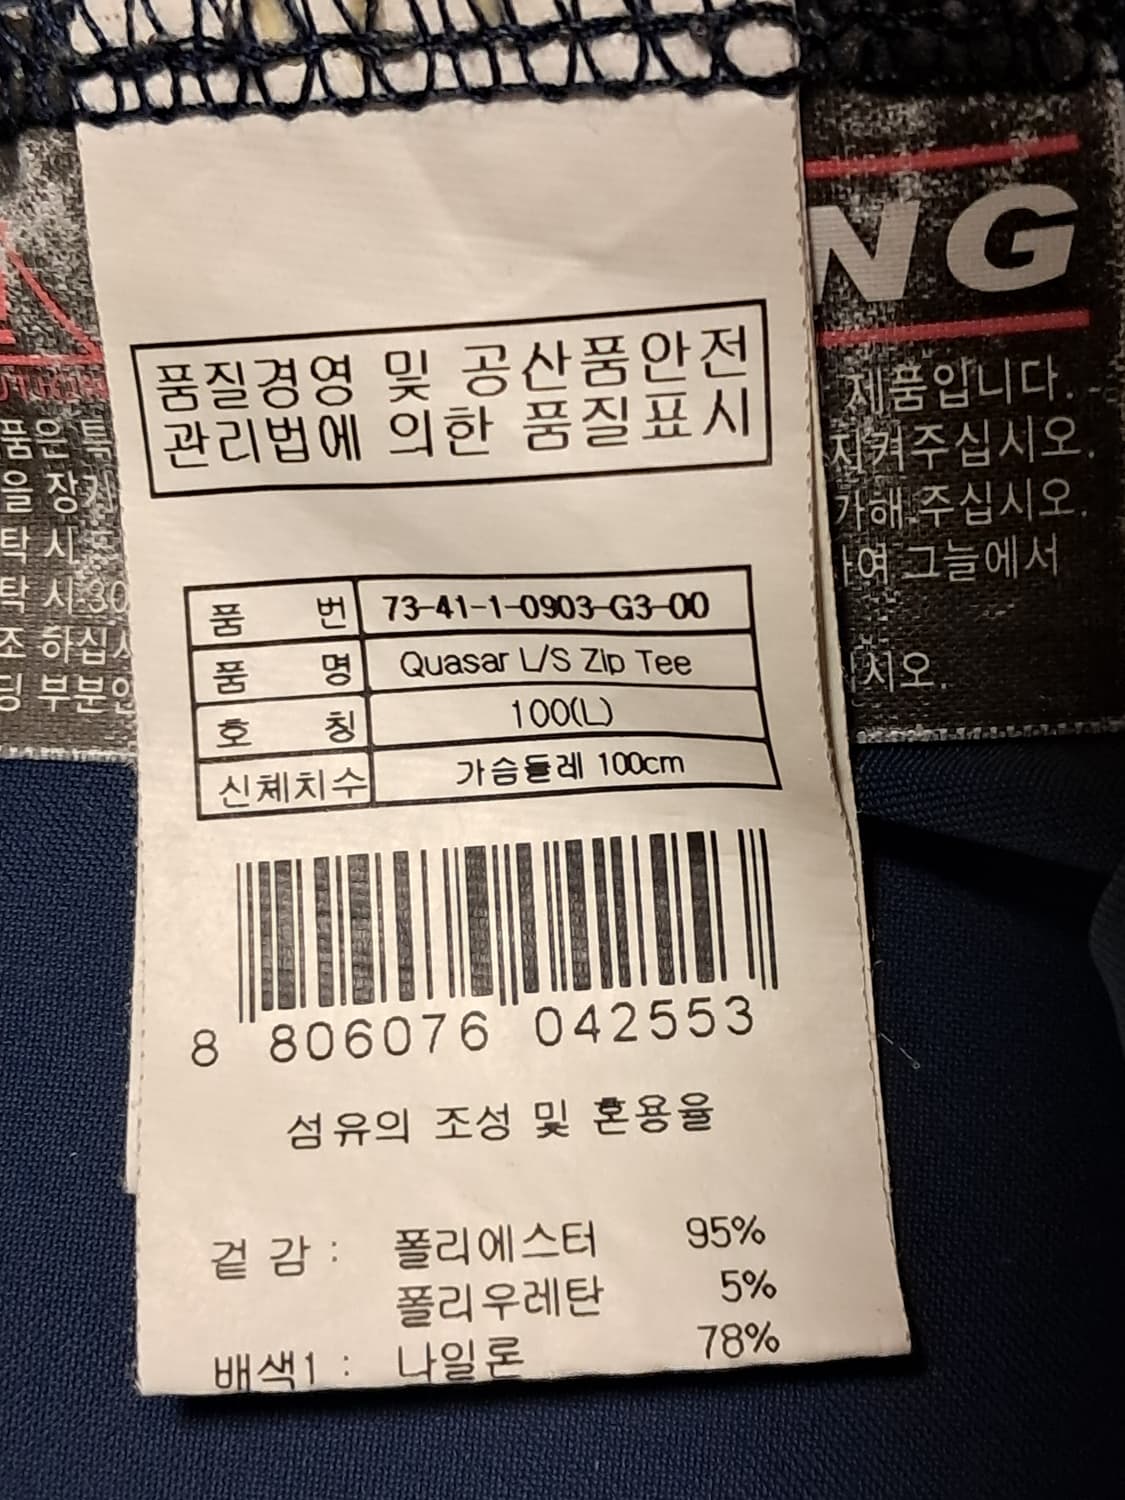 NG
품질경영 및 공산품안전
관리법에 의한 품질표시
제품입니다.
지켜주십시오.
가해 주십시오.
하여 그늘에서
시오.
품은 특
을 장기
탁 시
탁 시 30
조 하십시
딩 부분은
품 번 73-41-1-0903-G3-00
품 명 Quasar L/S Zip Tee
호 칭 100(L)
신체치수 가슴둘레 100cm
8 806076 042553
섬유의 조성 및 혼용율
겉 감 : 폴리에스터 95%
폴리우레탄 5%
배색1 : 나일론 78%